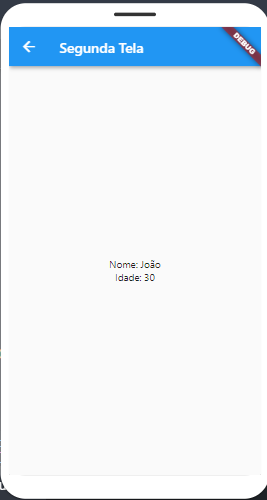 Segunda Tela
DEBUG
Nome: João
Idade: 30